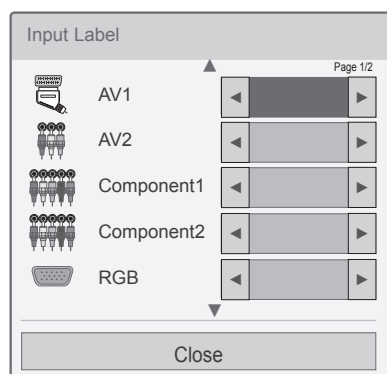 Input Label
Page 1/2
AV1
AV2
Component1
Component2
RGB
Close